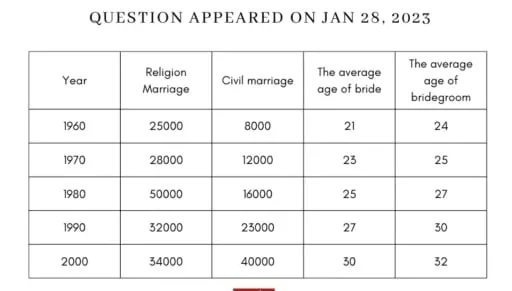 QUESTION APPEARED ON JAN 28, 2023
Year Religion Marriage Civil marriage The average age of bride The average age of bridegroom
1960 25000 8000 21 24
1970 28000 12000 23 25
1980 50000 16000 25 27
1990 32000 23000 27 30
2000 34000 40000 30 32